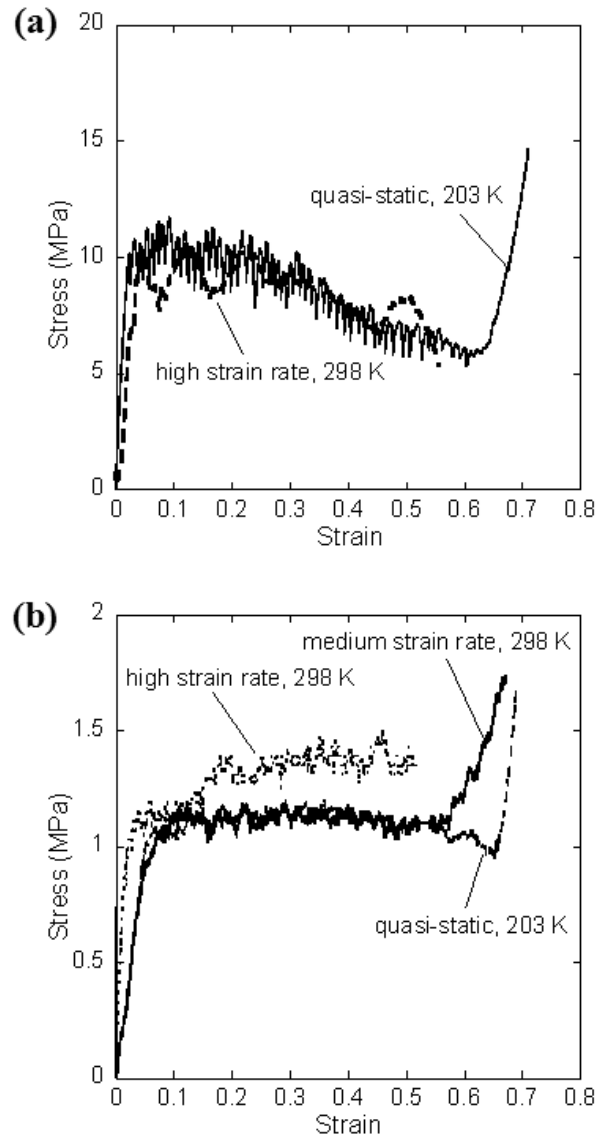 (a)
20
15
10
5
0
Stress (MPa)
quasi-static, 203 K
high strain rate, 298 K
0 0.1 0.2 0.3 0.4 0.5 0.6 0.7 0.8
Strain
(b)
2
1.5
1
0.5
0
Stress (MPa)
medium strain rate, 298 K
high strain rate, 298 K
quasi-static, 203 K
0 0.1 0.2 0.3 0.4 0.5 0.6 0.7 0.8
Strain